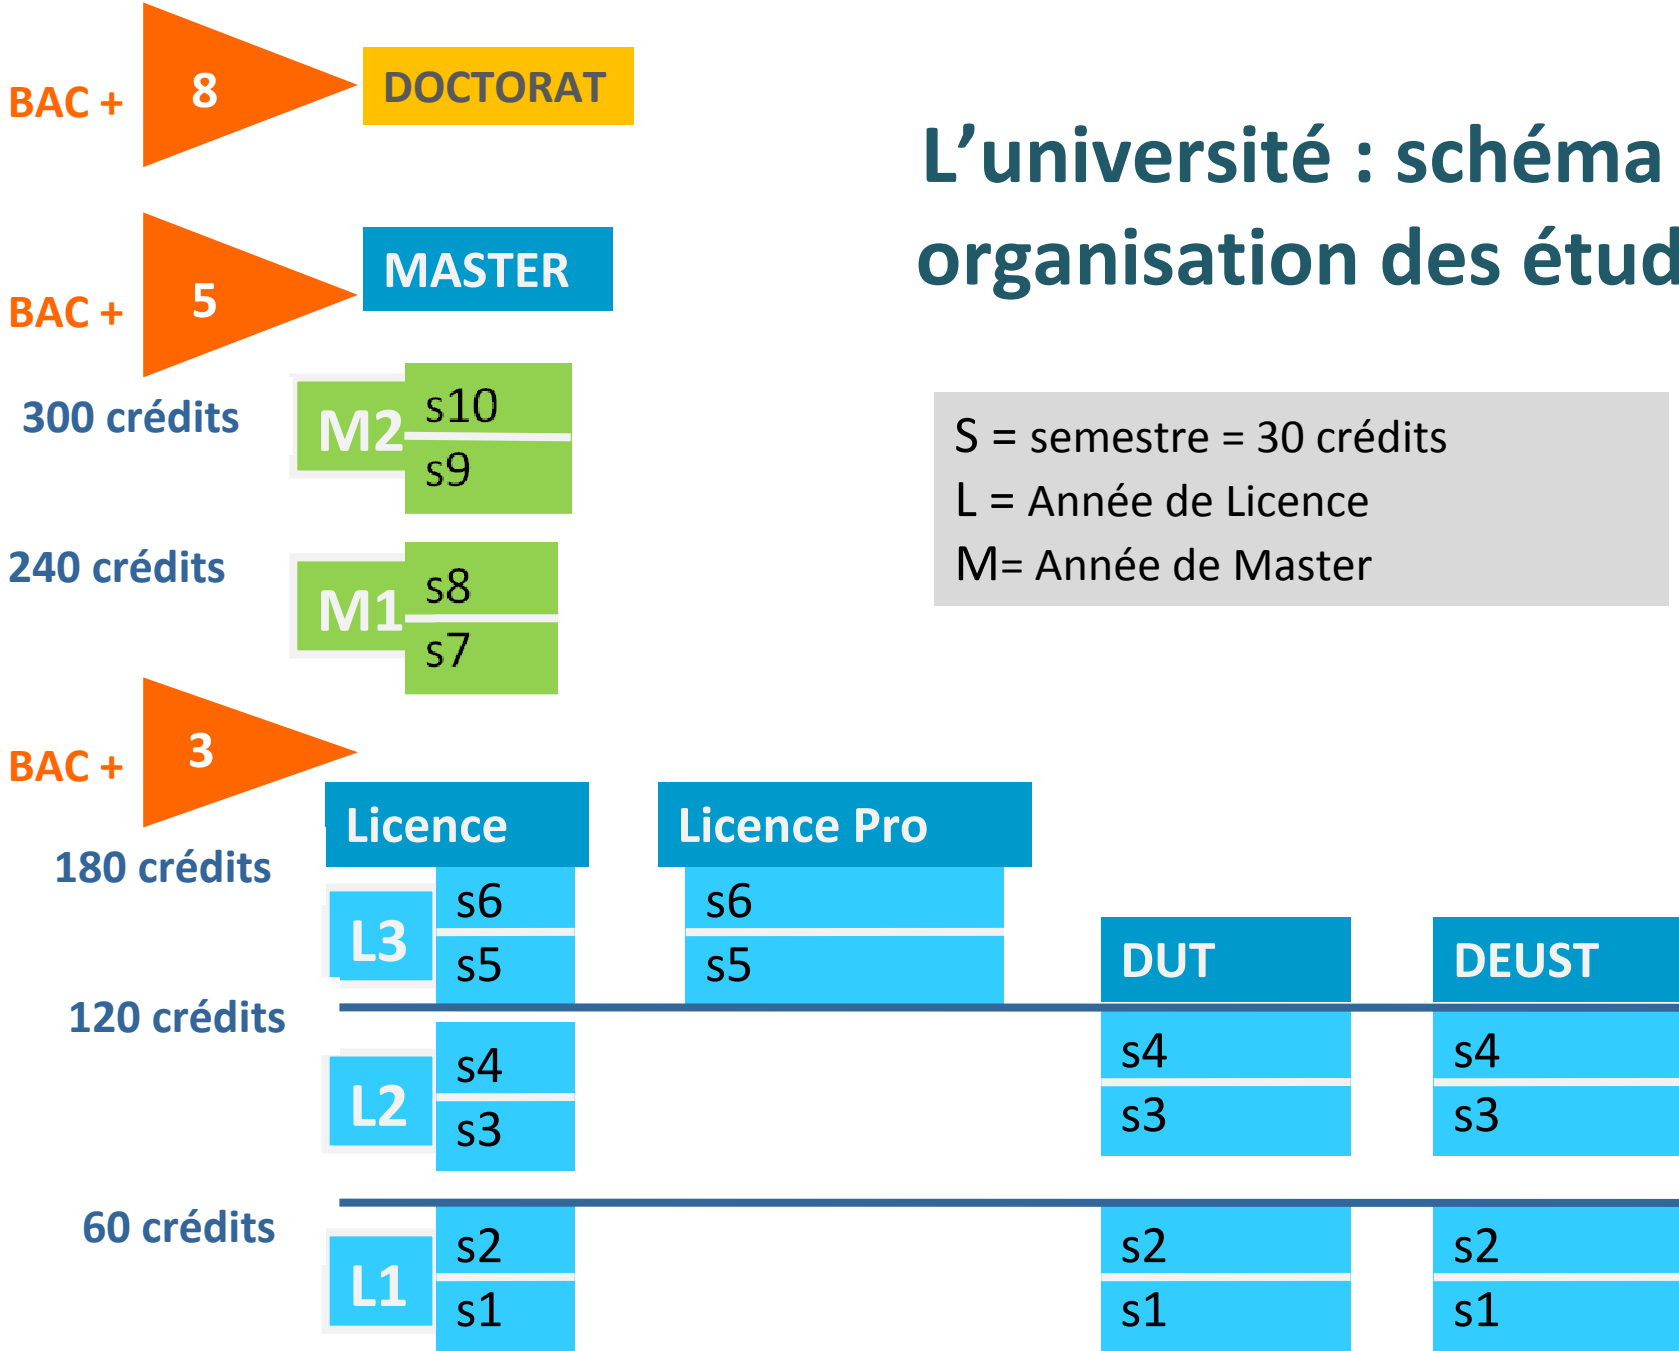 BAC +
8
DOCTORAT
L’université : schéma
organisation des étud
BAC +
5
MASTER
300 crédits
M2
s10
s9
S = semestre = 30 crédits
L = Année de Licence
M= Année de Master
240 crédits
M1
s8
s7
BAC +
3
Licence
Licence Pro
180 crédits
L3
s6
s5
s6
s5
DUT
DEUST
120 crédits
L2
s4
s3
s4
s3
s4
s3
60 crédits
L1
s2
s1
s2
s1
s2
s1